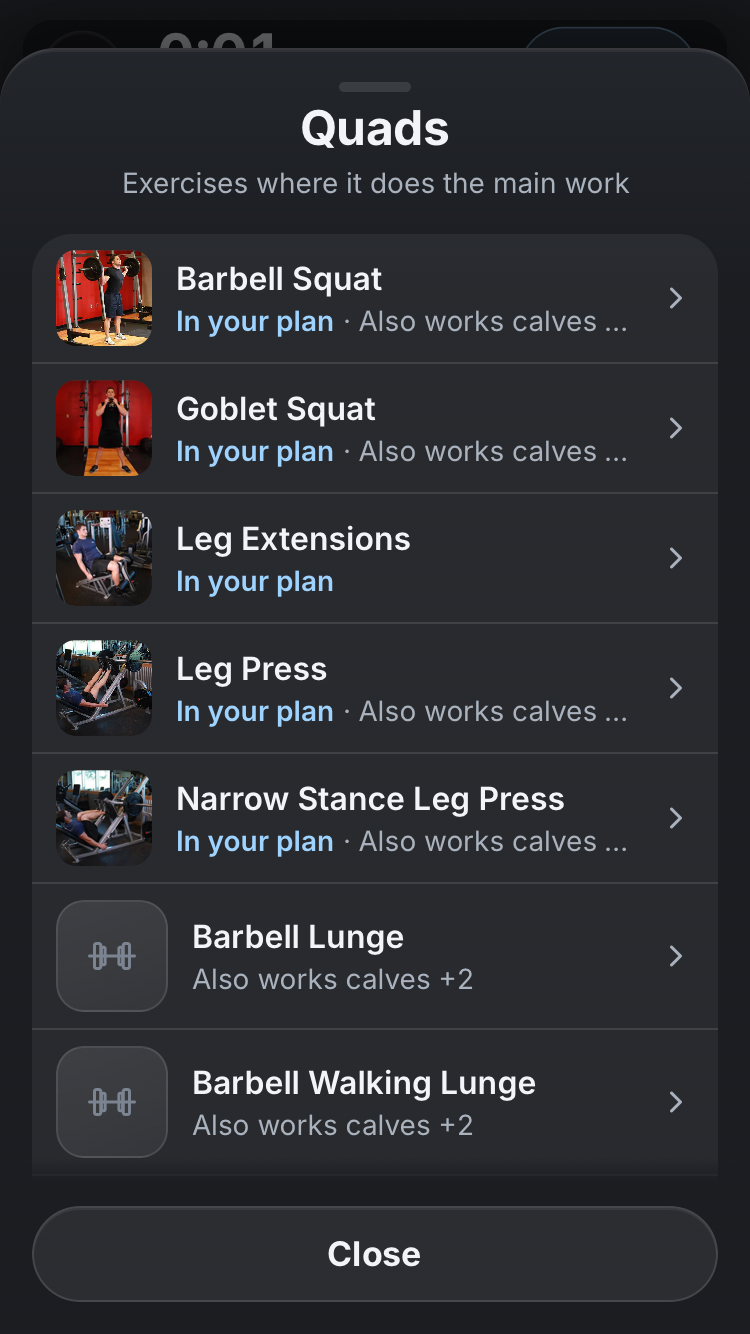 0:01
Quads
Exercises where it does the main work
Barbell Squat
In your plan · Also works calves ...
Goblet Squat
In your plan · Also works calves ...
Leg Extensions
In your plan
Leg Press
In your plan · Also works calves ...
Narrow Stance Leg Press
In your plan · Also works calves ...
Barbell Lunge
Also works calves +2
Barbell Walking Lunge
Also works calves +2
Close